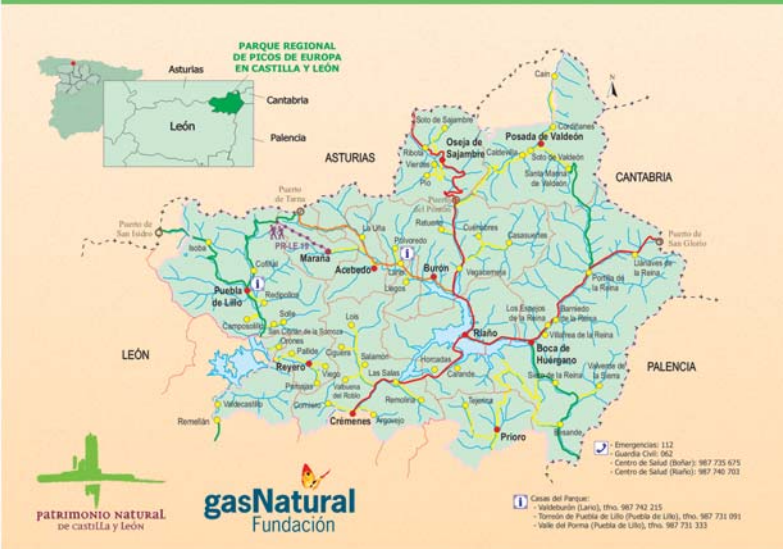 PARQUE REGIONAL
DE PICOS DE EUROPA
EN CASTILLA Y LEÓN
Asturias
Cantabria
León
Palencia
ASTURIAS
CANTABRIA
LEÓN
PALENCIA
N
Caín
Cordiñanes
Soto de Sajambre
Oseja de
Sajambre
Posada de Valdeón
Ribota
Vierdes
Pio
Caldevilla
Soto de Valdeón
Santa Marina
de Valdeón
Puerto
del Pontón
Puerto
de Tarna
Puerto de
San Isidro
Puerto de
San Glorio
Isoba
PR-LE 19
Maraña
La Uña
Polvoredo
Retuerto
Cuénabres
Casasuertes
Cofiñal
Acebedo
Lario
Liegos
Burón
Vegacerneja
Llánaves de
la Reina
Portilla de
la Reina
Puebla
de Lillo
Redipollos
Camposolillo
Solle
San Cibrián de la Somoza
Orones
Lois
Los Espejos
de la Reina
Barniedo
de la Reina
Villafrea de la Reina
Riaño
Boca de
Huérgano
Pallide
Ciguera
Salamón
Reyero
Viego
Horcadas
Carande
Siero de la Reina
Valverde de
la Sierra
Primajas
Valbuena
del Roblo
Las Salas
Remolina
Tejerina
Valdecastillo
Corniero
Remellán
Crémenes
Argovejo
Prioro
Besande
- Emergencias: 112
- Guardia Civil: 062
- Centro de Salud (Boñar): 987 735 675
- Centro de Salud (Riaño): 987 740 703
PATRIMONIO NATURAL
DE CASTILLA Y LEÓN
gasNatural
Fundación
Casas del Parque:
- Valdeburón (Lario), tfno. 987 742 215
- Torreón de Puebla de Lillo (Puebla de Lillo), tfno. 987 731 091
- Valle del Porma (Puebla de Lillo), tfno. 987 731 333